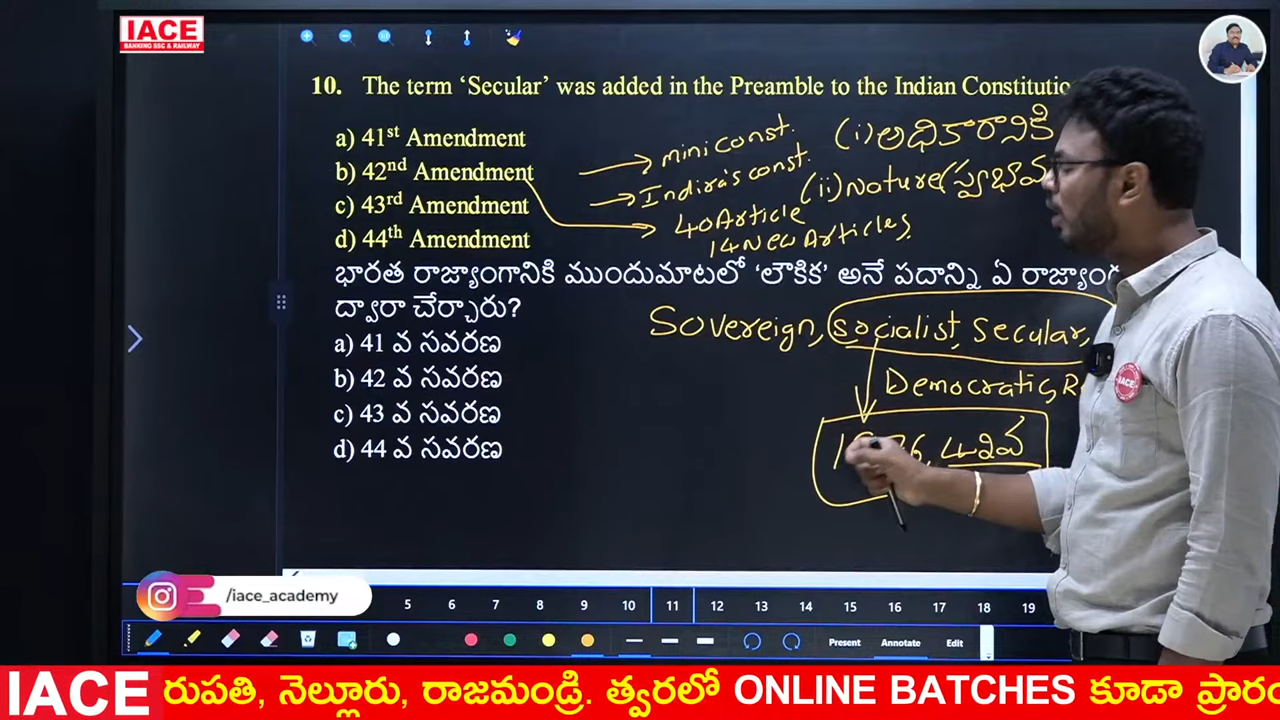 IACE
BANKING SSC & RAILWAY
10. The term ‘Secular’ was added in the Preamble to the Indian
a) 41st Amendment
b) 42nd Amendment
c) 43rd Amendment
d) 44th Amendment
→ mini const.
→ Indira's const.
40 Article
14 New Articles.
(i) అధికారానికి
(ii) Nature (స్వభావ
భారత రాజ్యాంగానికి ముందుమాటలో ‘లౌకిక’ అనే పదాన్ని ఏ
ద్వారా చేర్చారు?
a) 41 వ సవరణ
b) 42 వ సవరణ
c) 43 వ సవరణ
d) 44 వ సవరణ
Sovereign, socialist, Secular,
Democratic,
42వ
IACE
/iace_academy
5 6 7 8 9 10 11 12 13 14 15 16 17 18 19
Present Annotate Edit
IACE రుపతి, నెల్లూరు, రాజమండ్రి. త్వరలో ONLINE BATCHES కూడా